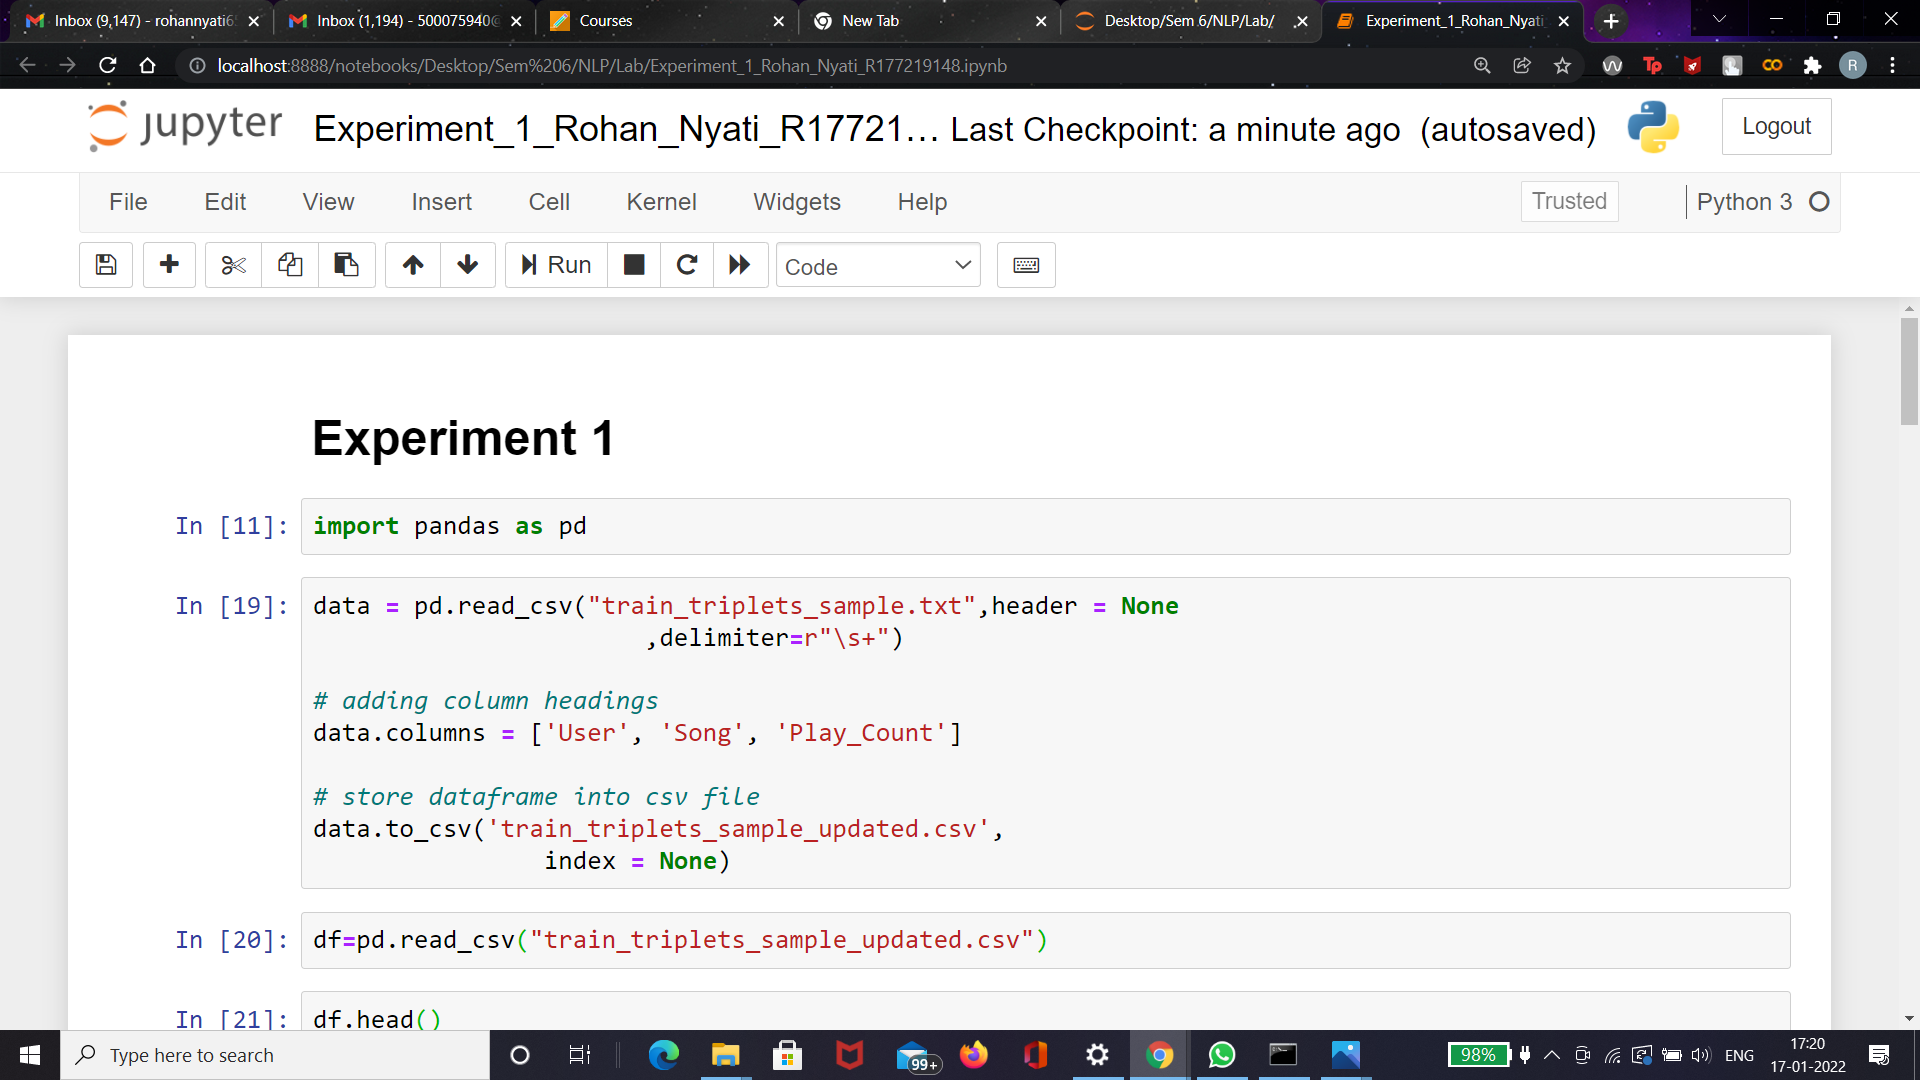 Inbox (9,147) - rohannyati6
Inbox (1,194) - 500075940@
Courses
New Tab
Desktop/Sem 6/NLP/Lab/
Experiment_1_Rohan_Nyati
localhost:8888/notebooks/Desktop/Sem%206/NLP/Lab/Experiment_1_Rohan_Nyati_R177219148.ipynb
Tp
R
jupyter
Experiment_1_Rohan_Nyati_R17721... Last Checkpoint: a minute ago (autosaved)
Logout
File Edit View Insert Cell Kernel Widgets Help
Trusted
Python 3
Run
Code
Experiment 1
In [11]: import pandas as pd
In [19]: data = pd.read_csv("train_triplets_sample.txt",header = None
,delimiter=r"\s+")
# adding column headings
data.columns = ['User', 'Song', 'Play_Count']
# store dataframe into csv file
data.to_csv('train_triplets_sample_updated.csv',
index = None)
In [20]: df=pd.read_csv("train_triplets_sample_updated.csv")
In [21]: df.head()
Type here to search
99+
98%
ENG
17:20
17-01-2022